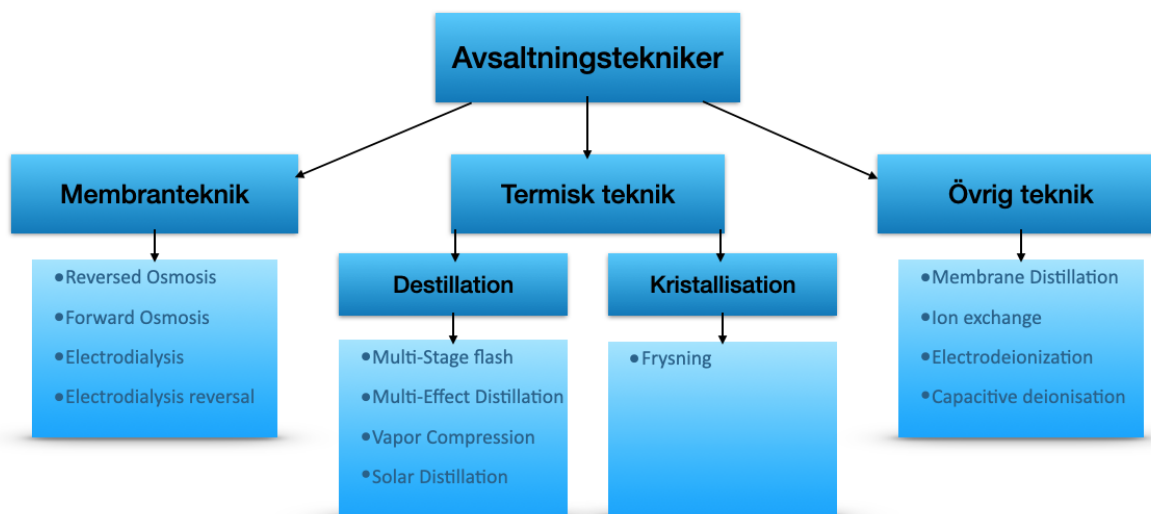 Avsaltningstekniker
Membranteknik
Termisk teknik
Övrig teknik
•Reversed Osmosis
•Forward Osmosis
•Electrodialysis
•Electrodialysis reversal
Destillation
Kristallisation
•Multi-Stage flash
•Multi-Effect Distillation
•Vapor Compression
•Solar Distillation
•Frysning
•Membrane Distillation
•Ion exchange
•Electrodeionization
•Capacitive deionisation